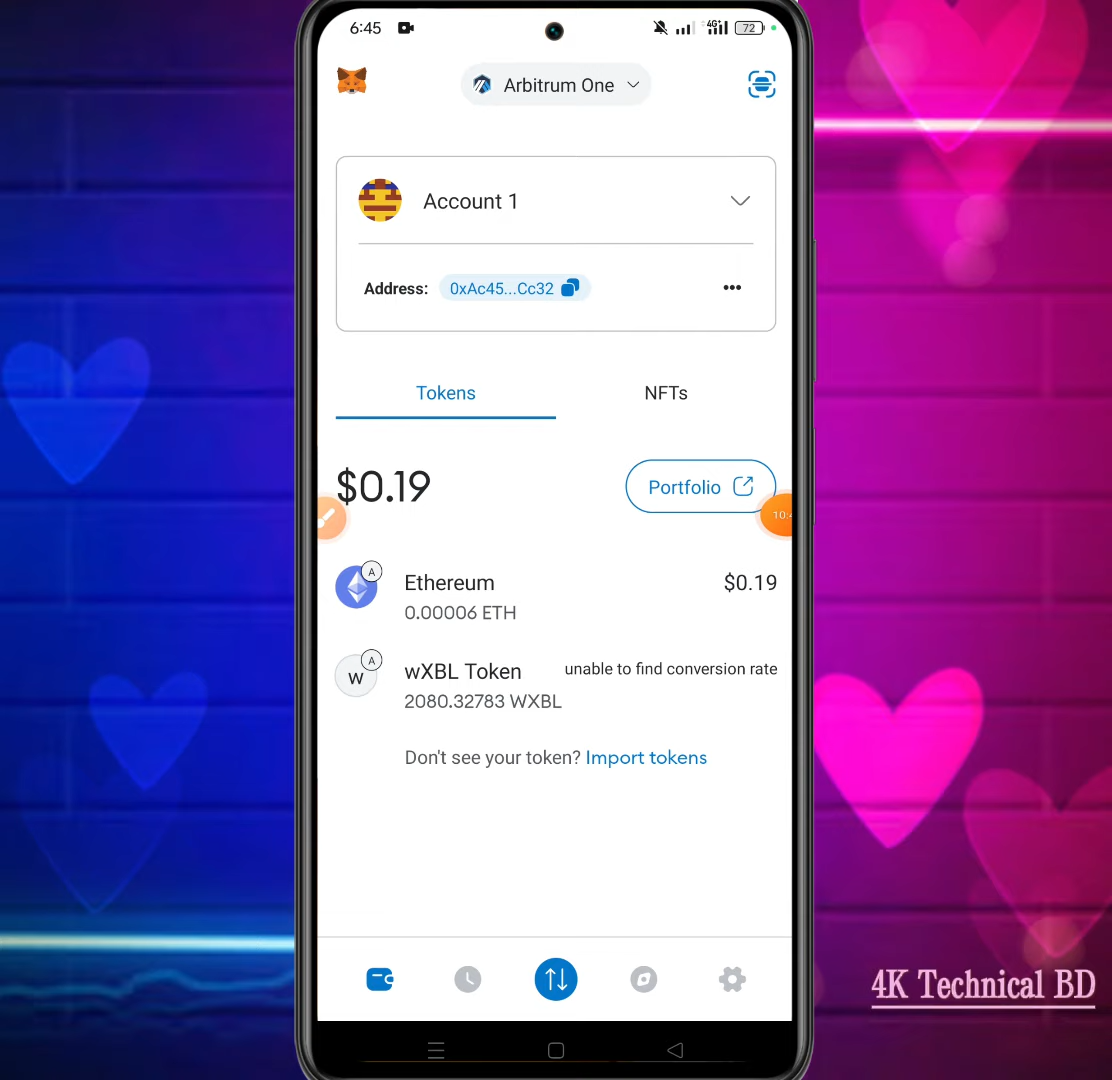 6:45
4G
72
Arbitrum One
Account 1
Address: 0xAc45...Cc32
Tokens
NFTs
$0.19
Portfolio
A
Ethereum
$0.19
0.00006 ETH
A
W
wXBL Token
unable to find conversion rate
2080.32783 WXBL
Don't see your token? Import tokens
4K Technical BD